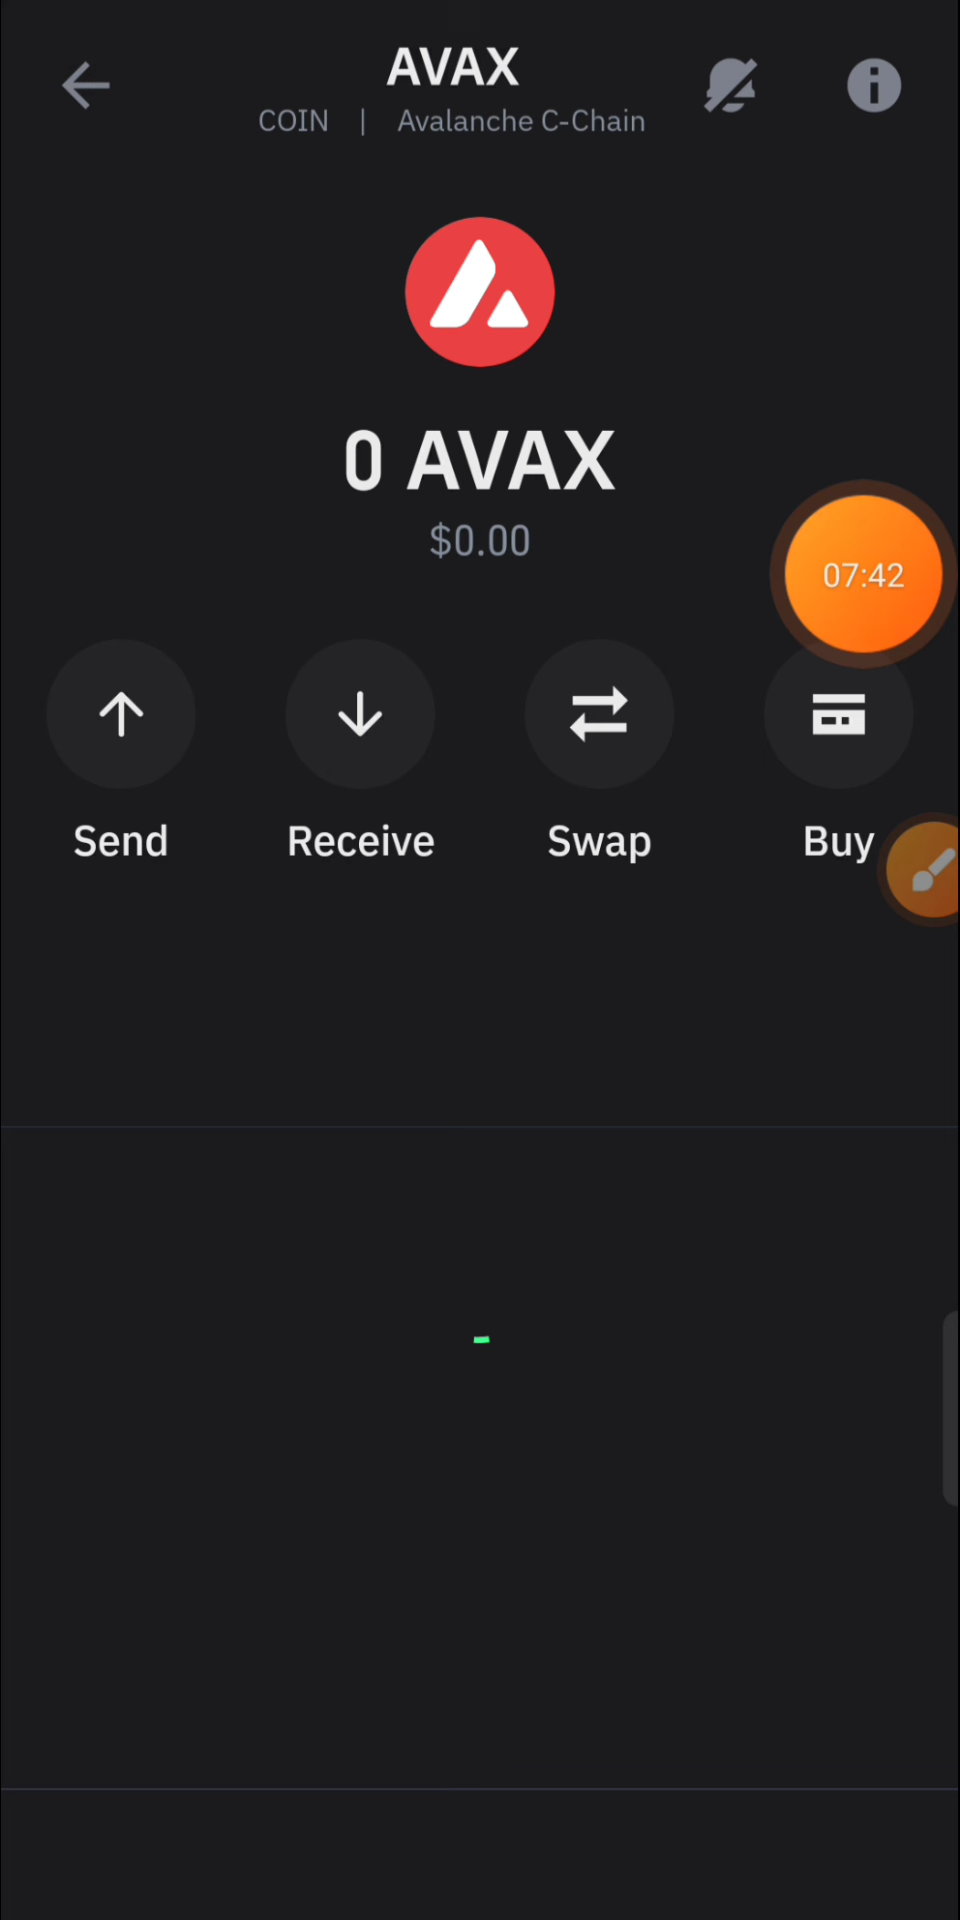 AVAX
COIN | Avalanche C-Chain
0 AVAX
$0.00
07:42
Send
Receive
Swap
Buy